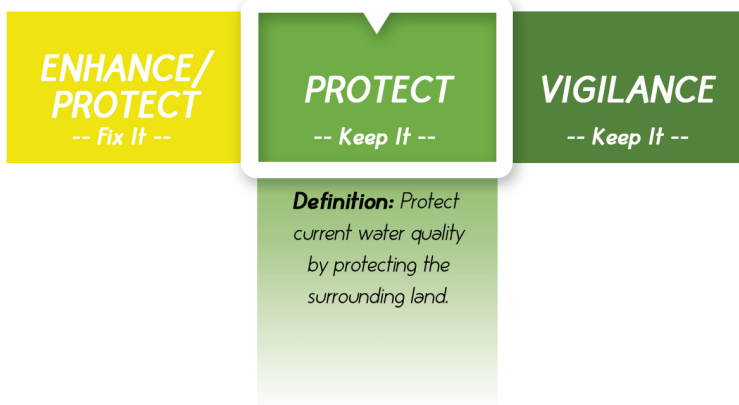 ENHANCE/
PROTECT
-- Fix It --
PROTECT
-- Keep It --
VIGILANCE
-- Keep It --
Definition: Protect
current water quality
by protecting the
surrounding land.